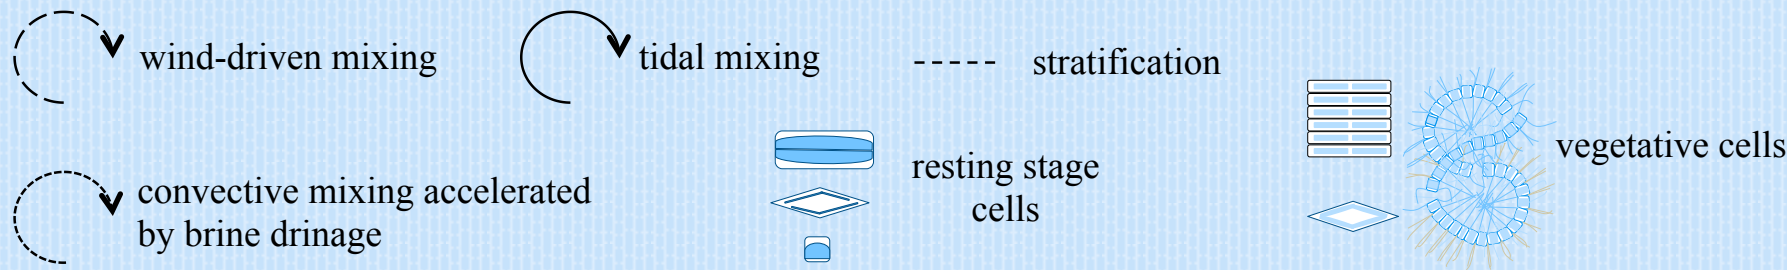 wind-driven mixing
tidal mixing
stratification
convective mixing accelerated
by brine drinage
resting stage
cells
vegetative cells